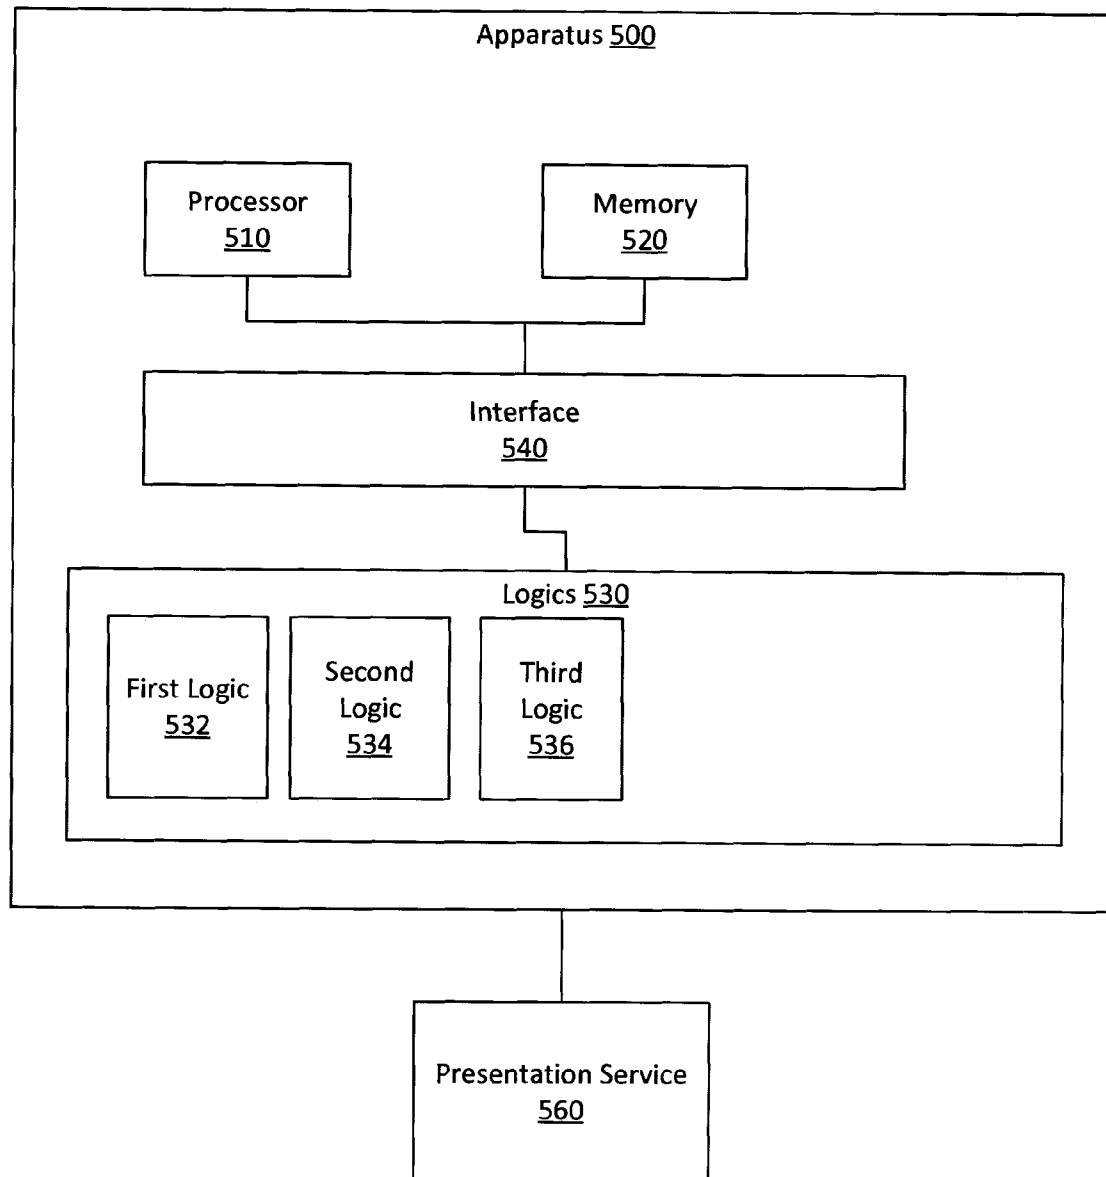 Apparatus 500
Processor
510
Memory
520
Interface
540
Logics 530
First Logic
532
Second
Logic
534
Third
Logic
536
Presentation Service
560